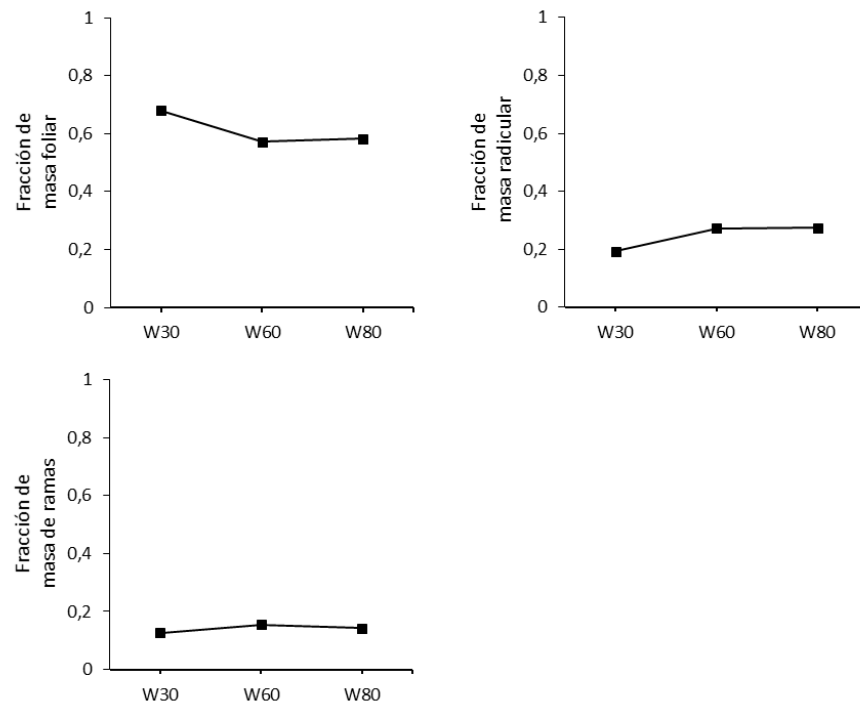 Fracción de
masa foliar
1
0,8
0,6
0,4
0,2
0
W30 W60 W80
Fracción de
masa radicular
1
0,8
0,6
0,4
0,2
0
W30 W60 W80
Fracción de
masa de ramas
1
0,8
0,6
0,4
0,2
0
W30 W60 W80